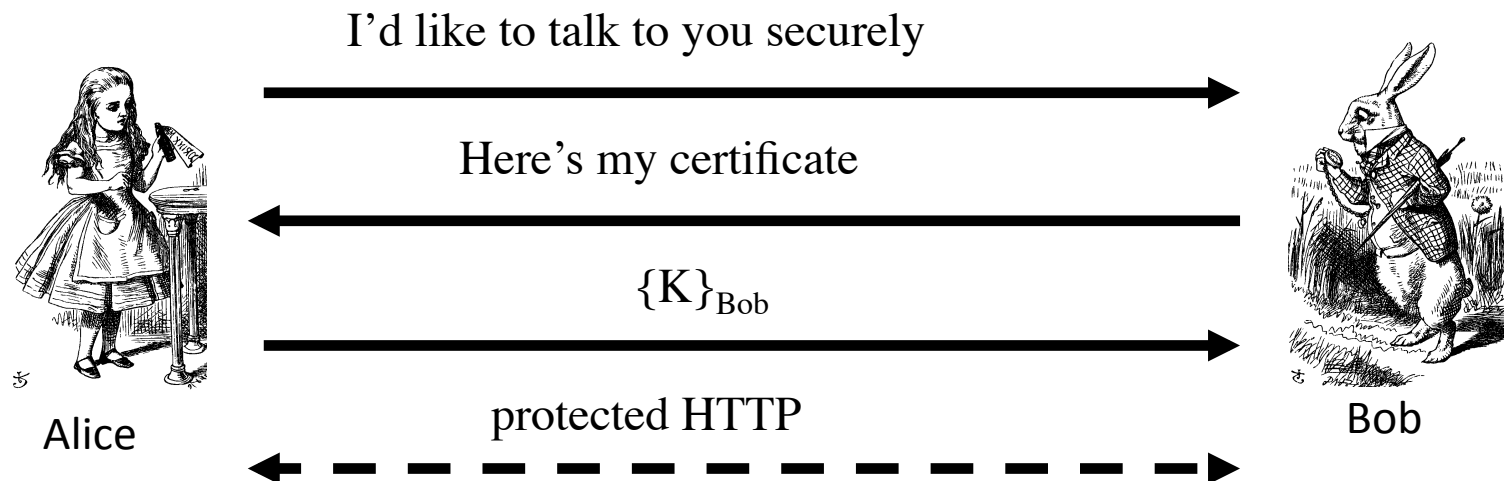 I’d like to talk to you securely
Here’s my certificate
{K}Bob
protected HTTP
Alice
Bob